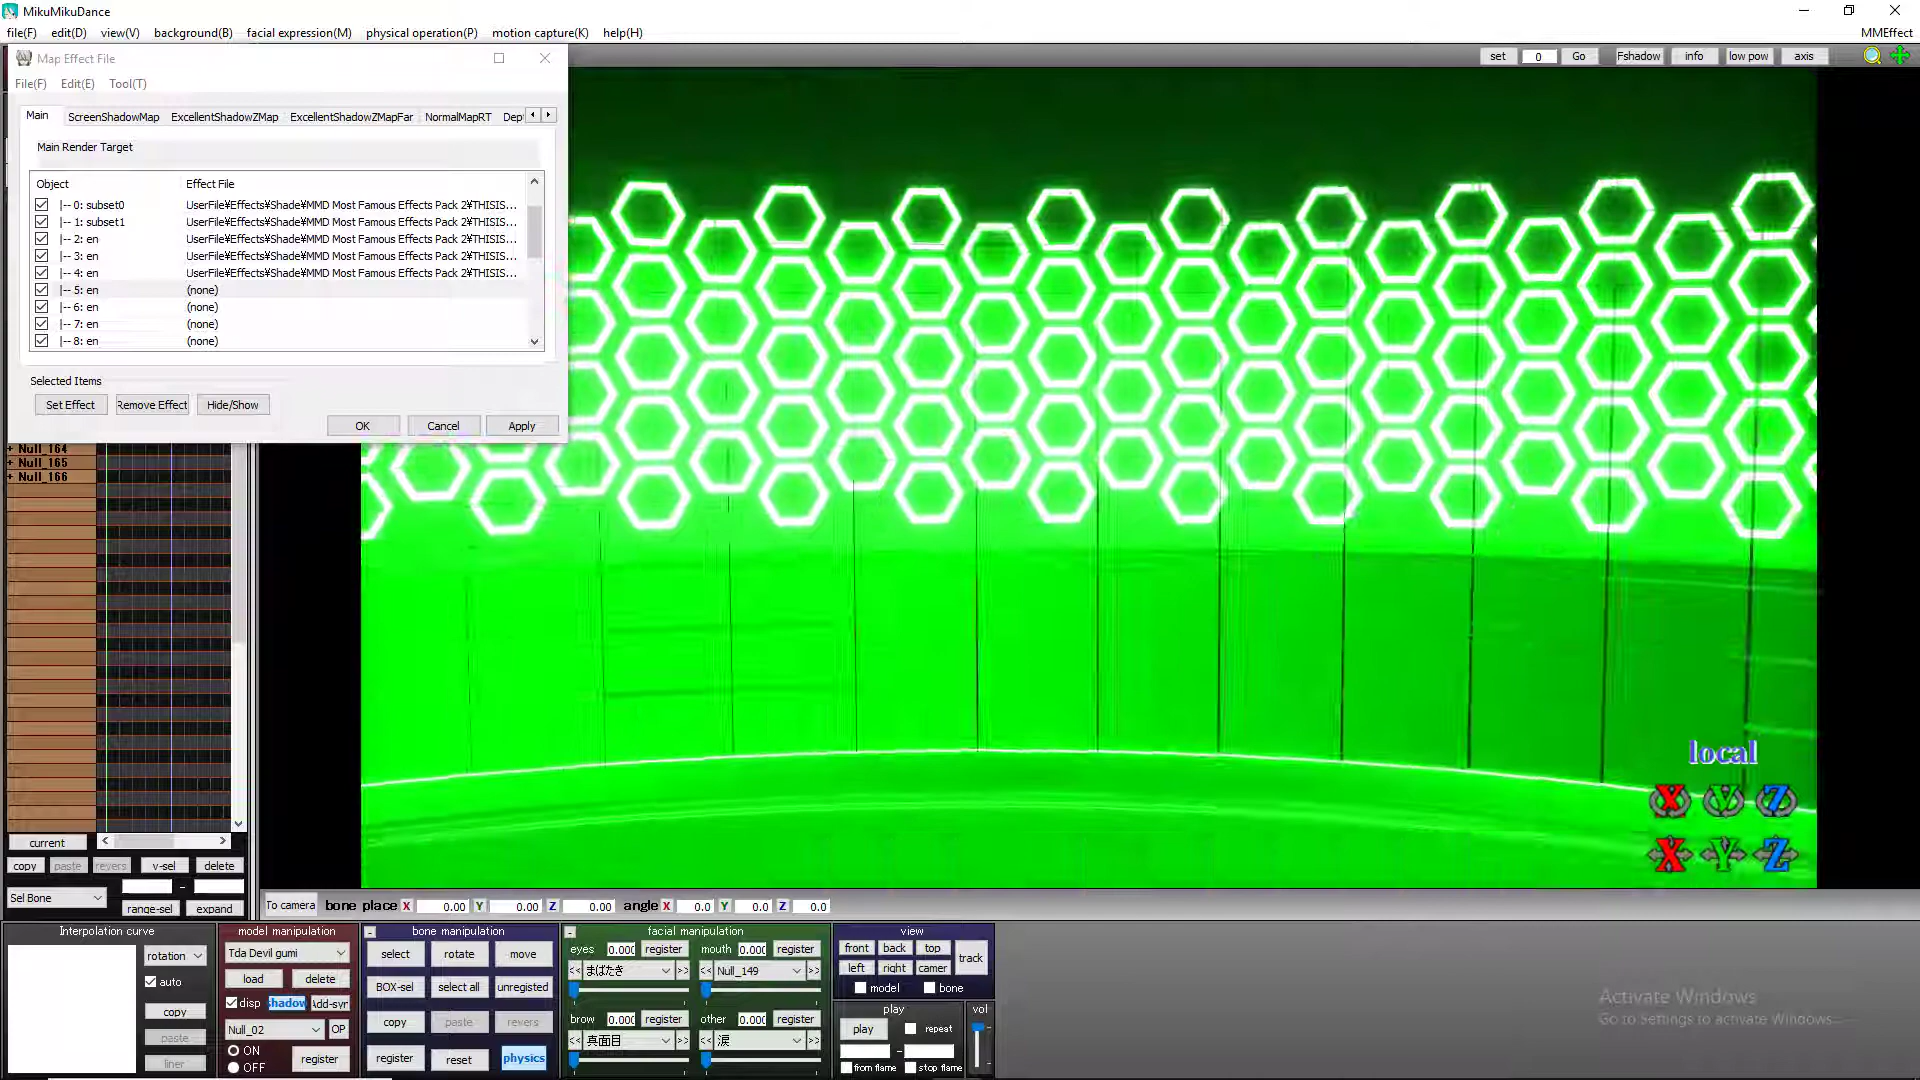 MikuMikuDance
file(F) edit(D) view(V) background(B) facial expression(M) physical operation(P) motion capture(K) help(H) MMEffect
Map Effect File
set 0 Go Fshadow info low pow axis
File(F) Edit(E) Tool(T)
Main ScreenShadowMap ExcellentShadowZMap ExcellentShadowZMapFar NormalMapRT Dep
Main Render Target
Object Effect File
|-- 0: subset0 UserFile¥Effects¥Shade¥MMD Most Famous Effects Pack 2¥THISIS...
|-- 1: subset1 UserFile¥Effects¥Shade¥MMD Most Famous Effects Pack 2¥THISIS...
|-- 2: en UserFile¥Effects¥Shade¥MMD Most Famous Effects Pack 2¥THISIS...
|-- 3: en UserFile¥Effects¥Shade¥MMD Most Famous Effects Pack 2¥THISIS...
|-- 4: en UserFile¥Effects¥Shade¥MMD Most Famous Effects Pack 2¥THISIS...
|-- 5: en (none)
|-- 6: en (none)
|-- 7: en (none)
|-- 8: en (none)
Selected Items
Set Effect Remove Effect Hide/Show
OK Cancel Apply
+ Null_164
+ Null_165
+ Null_166
local
X Y Z
X Y Z
current
copy paste revers v-sel delete
Sel Bone -
range-sel expand
To camera bone place X 0.00 Y 0.00 Z 0.00 angle X 0.0 Y 0.0 Z 0.0
Interpolation curve model manipulation - bone manipulation - facial manipulation view
rotation Tda Devil gumi select rotate move eyes 0.000 register mouth 0.000 register front back top track
auto load delete << まばたき >> << Null_149 >> left right camer
disp shadow Add-syn BOX-sel select all unregisted model bone
copy Null_02 OP copy paste revers brow 0.000 register other 0.000 register play vol
paste ON register << 真面目 >> << 涙 >> play repeat
liner OFF register reset physics -
from flame stop flame
Activate Windows
Go to Settings to activate Windows.